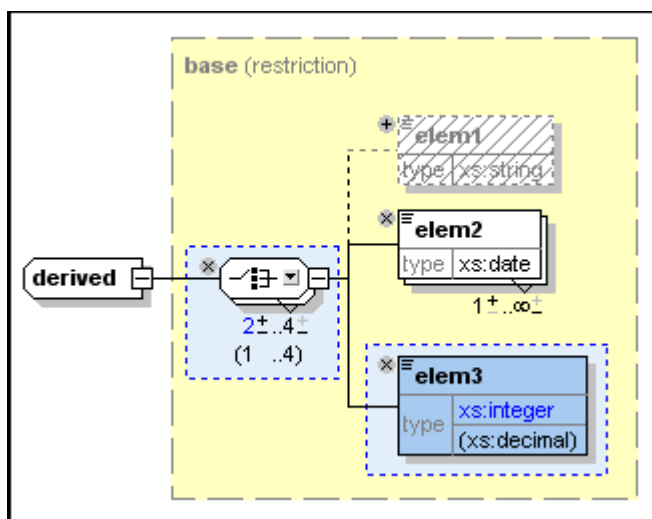 base (restriction)
elem1
type xs:string
elem2
type xs:date
1±..∞±
derived
2±..4±
(1 ..4)
elem3
type xs:integer
(xs:decimal)